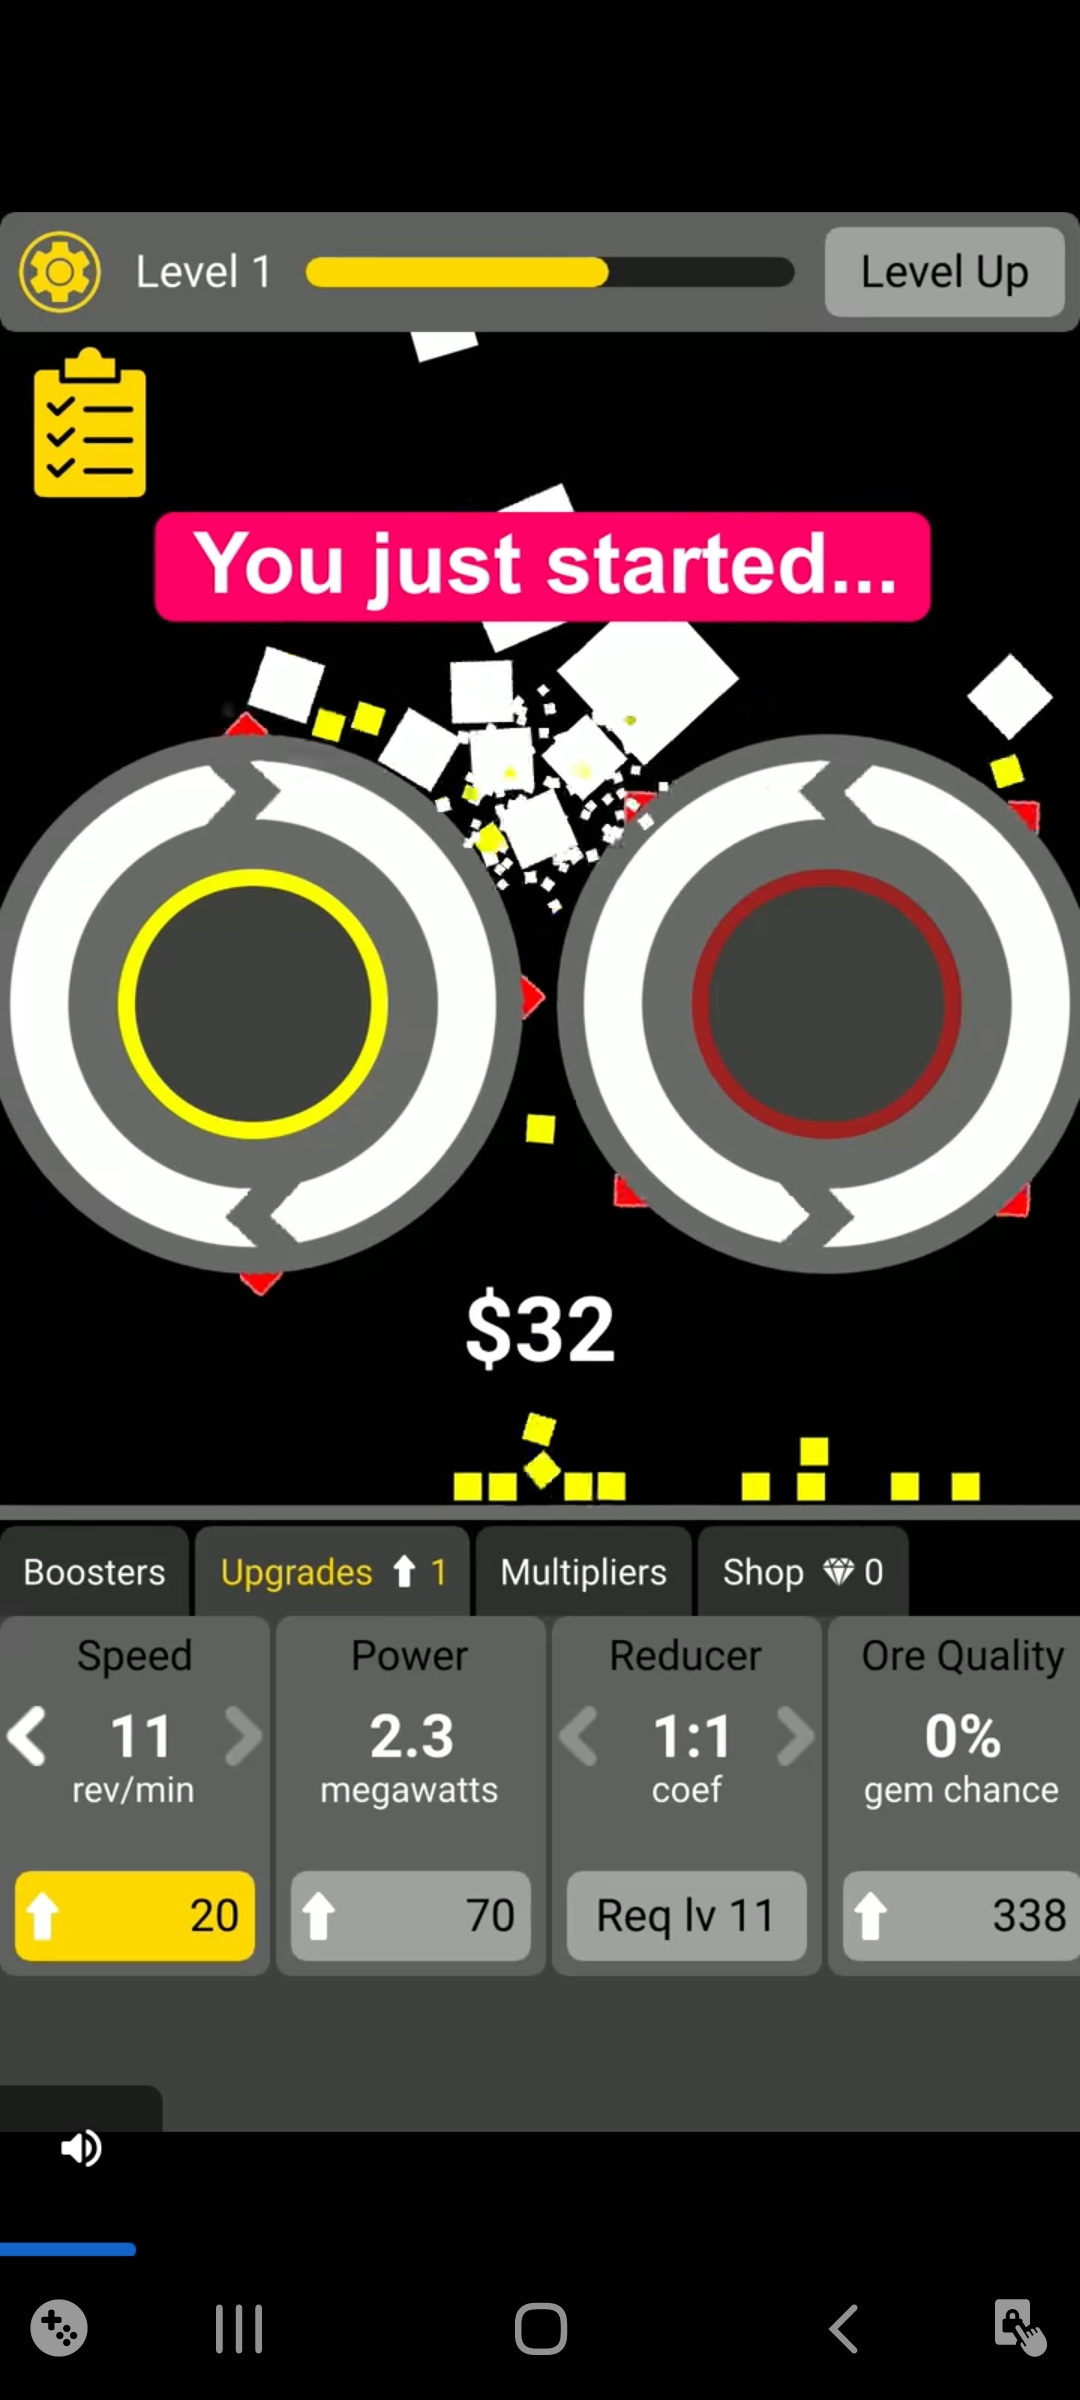 Level 1
Level Up
You just started...
$32
Boosters
Upgrades 1
Multipliers
Shop 0
Speed
11
rev/min
20
Power
2.3
megawatts
70
Reducer
1:1
coef
Req lv 11
Ore Quality
0%
gem chance
338